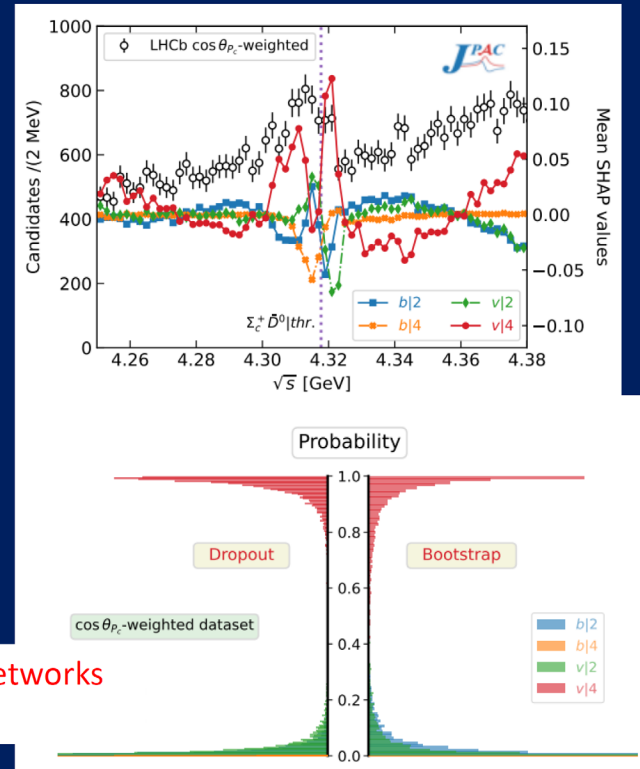 1000
800
600
400
200
0
Candidates /(2 MeV)
LHCb cos θ_{P_c}-weighted
JPAC
0.15
0.10
0.05
0.00
−0.05
−0.10
Mean SHAP values
Σ_c^+ D̄^0|thr.
b|2
v|2
b|4
v|4
4.26 4.28 4.30 4.32 4.34 4.36 4.38
√s [GeV]
Probability
1.0
0.8
0.6
0.4
0.2
0.0
Dropout
Bootstrap
cos θ_{P_c}-weighted dataset
b|2
b|4
v|2
v|4
etworks